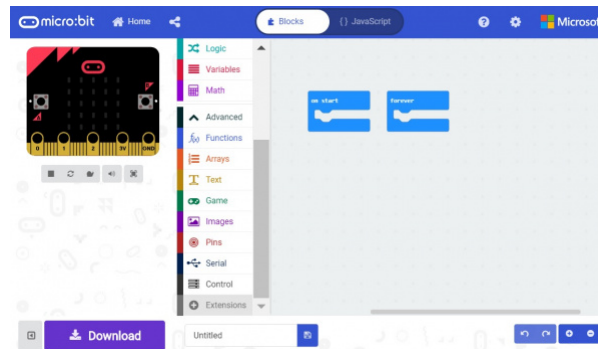 micro:bit Home Blocks {} JavaScript Microsof
Logic
Variables
Math
Advanced
f(x) Functions
Arrays
Text
Game
Images
Pins
Serial
Control
Extensions
on start forever
0 1 2 3V GND
Download Untitled